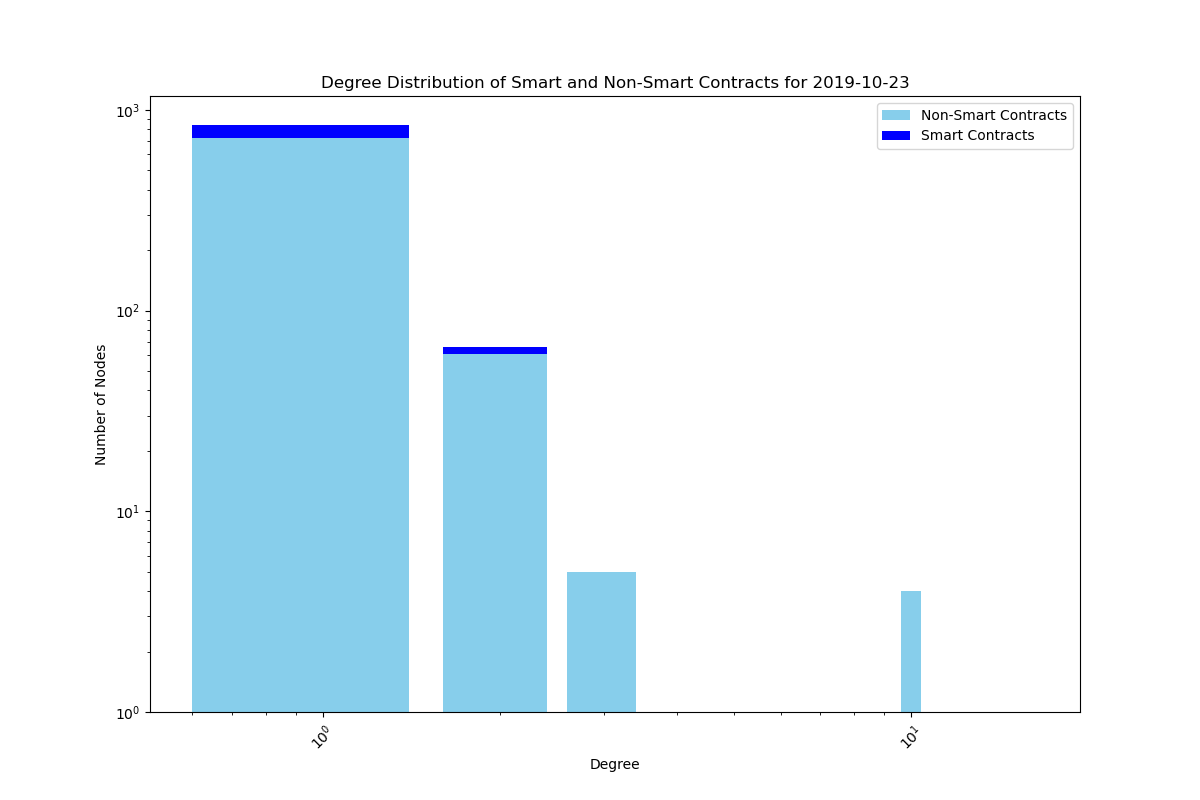 Degree Distribution of Smart and Non-Smart Contracts for 2019-10-23
Non-Smart Contracts
Smart Contracts
Number of Nodes
10³
10²
10¹
10⁰
10⁰
10¹
Degree